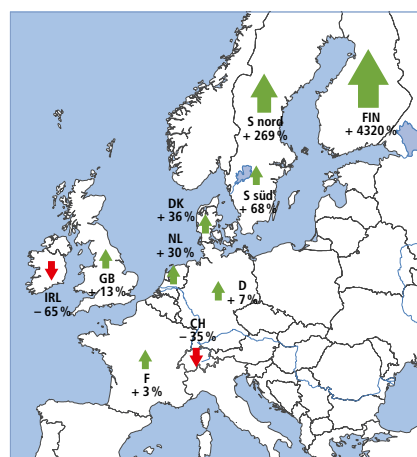 FIN
+ 4320 %
S nord
+ 269 %
S süd
+ 68 %
DK
+ 36 %
NL
+ 30 %
GB
+ 13 %
IRL
– 65 %
D
+ 7 %
CH
– 35 %
F
+ 3 %